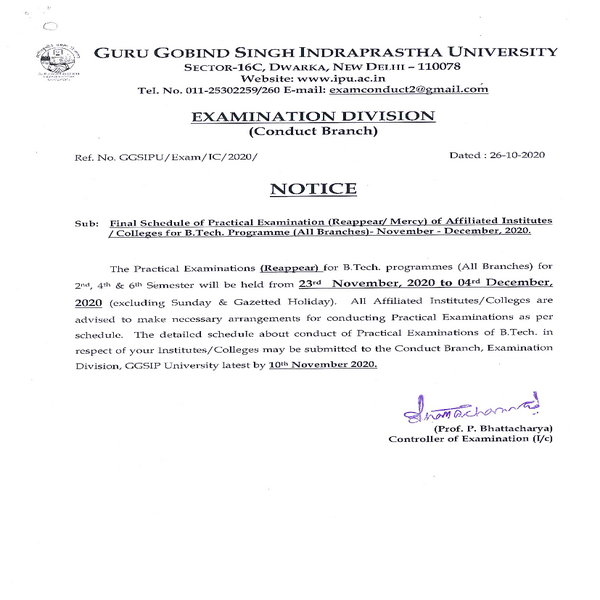 GURU GOBIND SINGH INDRAPRASTHA UNIVERSITY
SECTOR-16C, DWARKA, NEW DELHI – 110078
Website: www.ipu.ac.in
Tel. No. 011-25302259/260 E-mail: examconduct2@gmail.com
EXAMINATION DIVISION
(Conduct Branch)
Ref. No. GGSIPU/Exam/IC/2020/ Dated : 26-10-2020
NOTICE
Sub: Final Schedule of Practical Examination (Reappear/ Mercy) of Affiliated Institutes
/ Colleges for B.Tech. Programme (All Branches)- November - December, 2020.
The Practical Examinations (Reappear) for B.Tech. programmes (All Branches) for
2nd, 4th & 6th Semester will be held from 23rd November, 2020 to 04rd December,
2020 (excluding Sunday & Gazetted Holiday). All Affiliated Institutes/Colleges are
advised to make necessary arrangements for conducting Practical Examinations as per
schedule. The detailed schedule about conduct of Practical Examinations of B.Tech. in
respect of your Institutes/Colleges may be submitted to the Conduct Branch, Examination
Division, GGSIP University latest by 10th November 2020.
(Prof. P. Bhattacharya)
Controller of Examination (I/c)